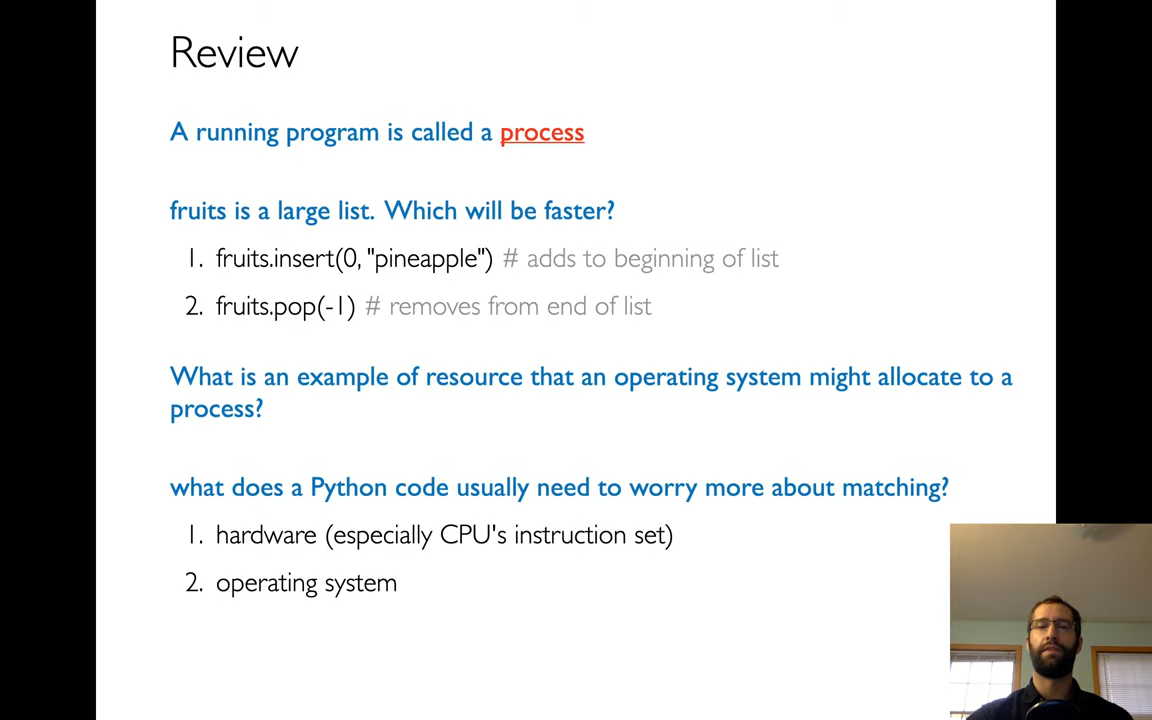 Review
A running program is called a process
fruits is a large list. Which will be faster?
1. fruits.insert(0, "pineapple") # adds to beginning of list
2. fruits.pop(-1) # removes from end of list
What is an example of resource that an operating system might allocate to a
process?
what does a Python code usually need to worry more about matching?
1. hardware (especially CPU's instruction set)
2. operating system